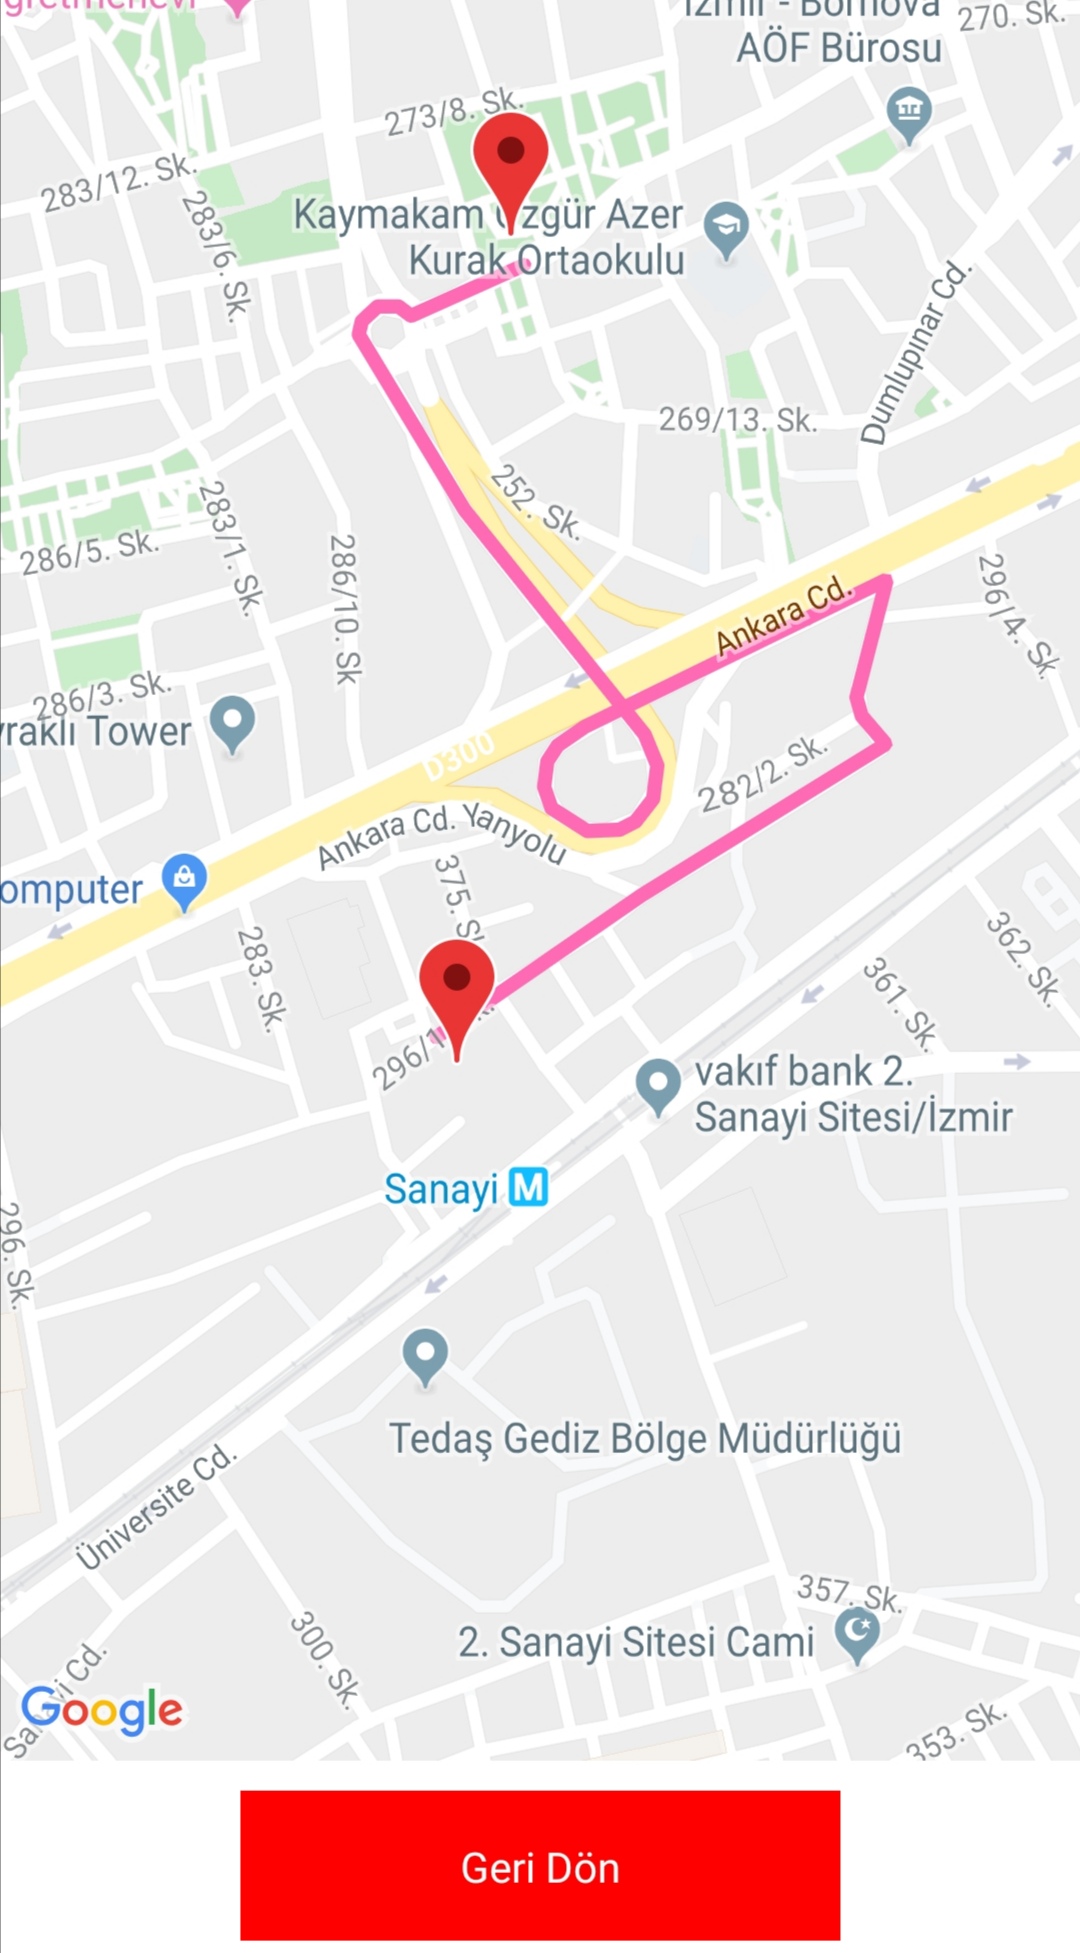 İzmir - Bornova
AÖF Bürosu
270. Sk.
273/8. Sk.
283/12. Sk.
283/6. Sk.
Kaymakam Özgür Azer
Kurak Ortaokulu
Dumlupınar Cd.
269/13. Sk.
252. Sk.
283/1. Sk.
286/5. Sk.
286/10. Sk
296/4. Sk.
Ankara Cd.
286/3. Sk.
Tower
D300
282/2. Sk.
Ankara Cd. Yanyolu
omputer
375.
283. Sk.
362. Sk.
361. Sk.
296/1
vakıf bank 2.
Sanayi Sitesi/İzmir
Sanayi M
296. Sk.
Tedaş Gediz Bölge Müdürlüğü
Üniversite Cd.
357. Sk.
300. Sk.
2. Sanayi Sitesi Cami
Cd.
Google
353. Sk.
Geri Dön